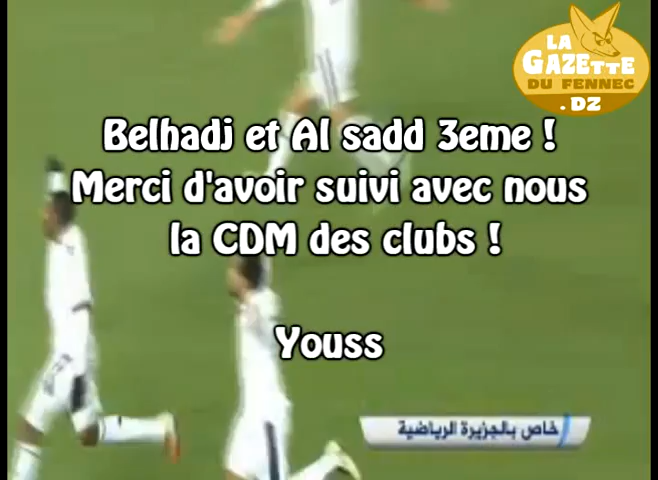 LA
GAZETTE
DU FENNEC
.DZ
Belhadj et Al sadd 3eme !
Merci d'avoir suivi avec nous
la CDM des clubs !
Youss
خاص بالجزيرة الرياضية